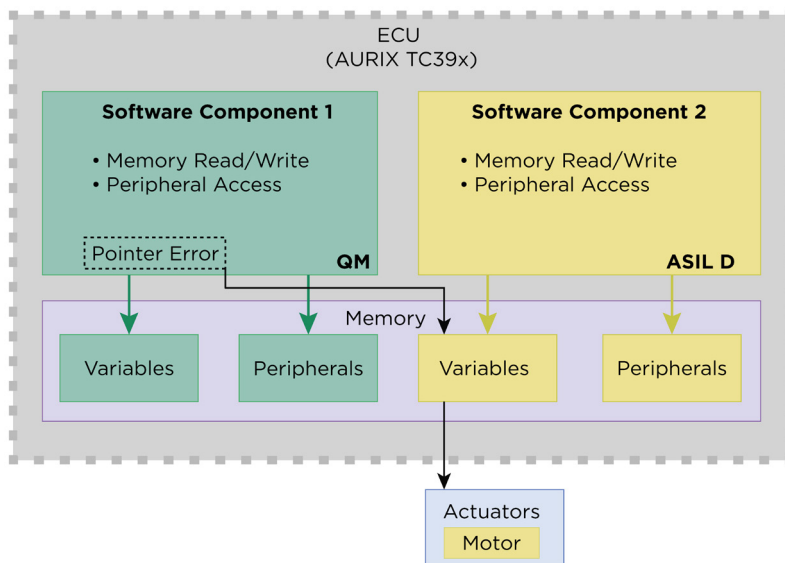 ECU
(AURIX TC39x)
Software Component 1
• Memory Read/Write
• Peripheral Access
Pointer Error
QM
Software Component 2
• Memory Read/Write
• Peripheral Access
ASIL D
Memory
Variables
Peripherals
Variables
Peripherals
Actuators
Motor